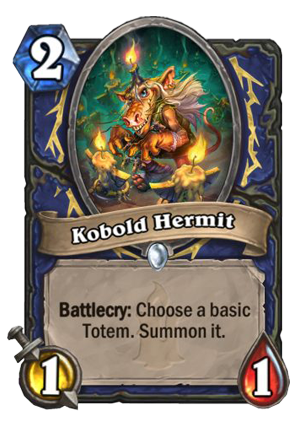 2
Kobold Hermit
Battlecry: Choose a basic
Totem. Summon it.
1
1